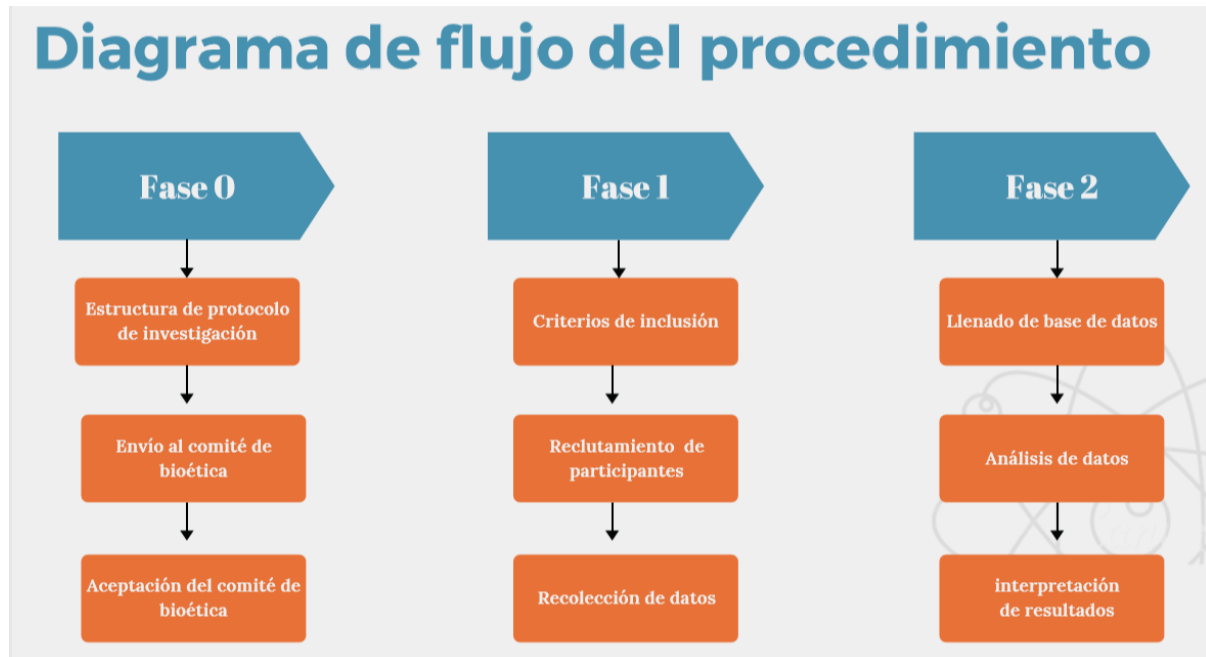 Diagrama de flujo del procedimiento
Fase 0
Estructura de protocolo
de investigación
Envío al comité de
bioética
Aceptación del comité de
bioética
Fase 1
Criterios de inclusión
Reclutamiento de
participantes
Recolección de datos
Fase 2
Llenado de base de datos
Análisis de datos
interpretación
de resultados